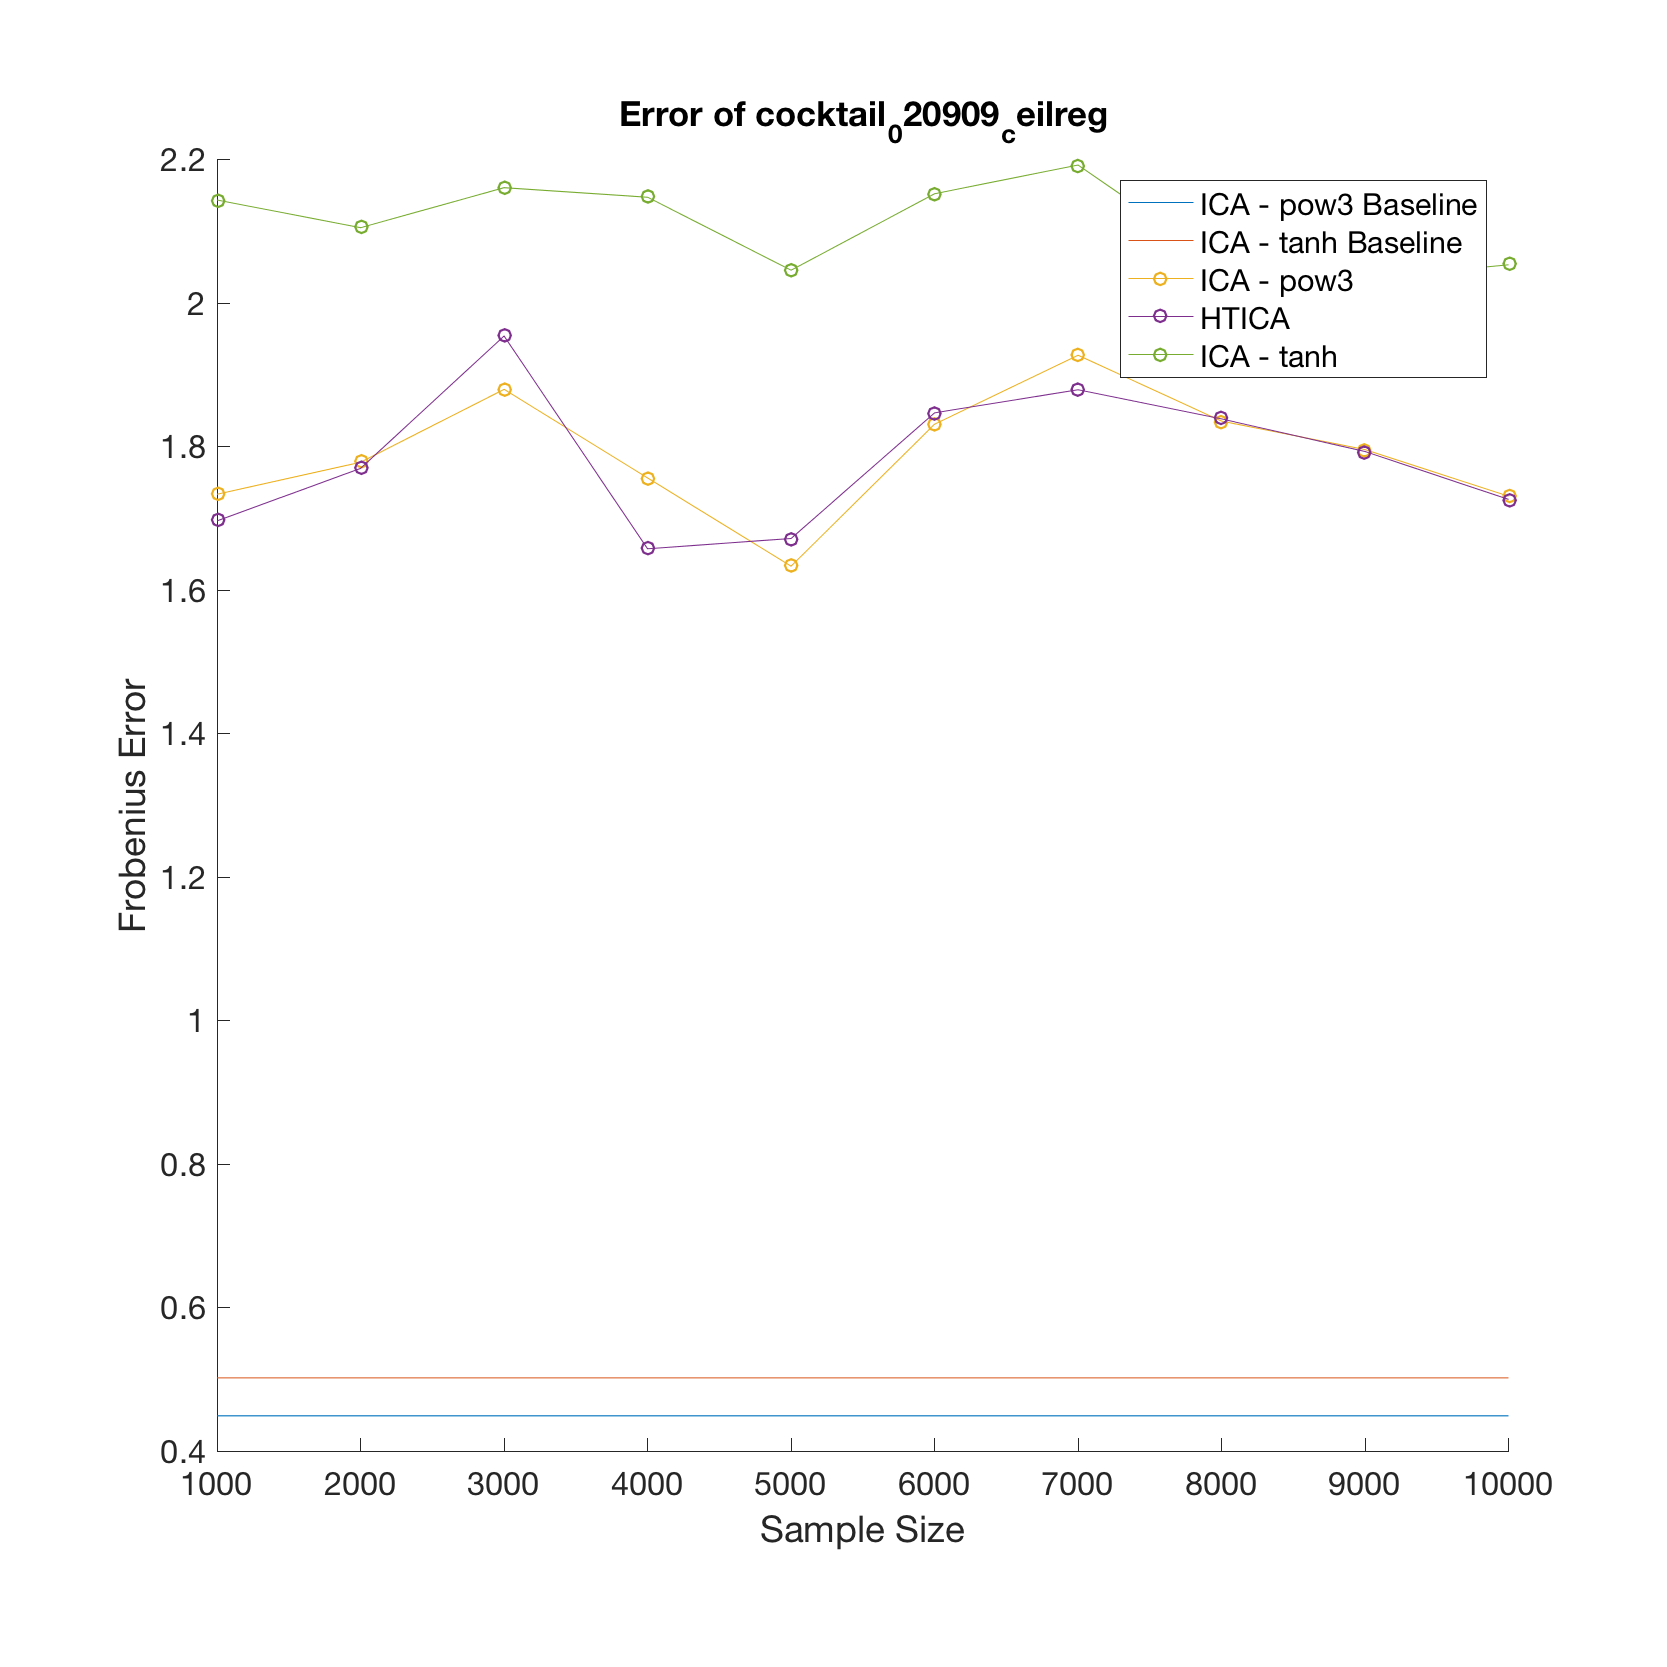 Error of cocktail_020909_ceilreg
2.2
2
1.8
1.6
1.4
1.2
1
0.8
0.6
0.4
Frobenius Error
ICA - pow3 Baseline
ICA - tanh Baseline
ICA - pow3
HTICA
ICA - tanh
1000 2000 3000 4000 5000 6000 7000 8000 9000 10000
Sample Size